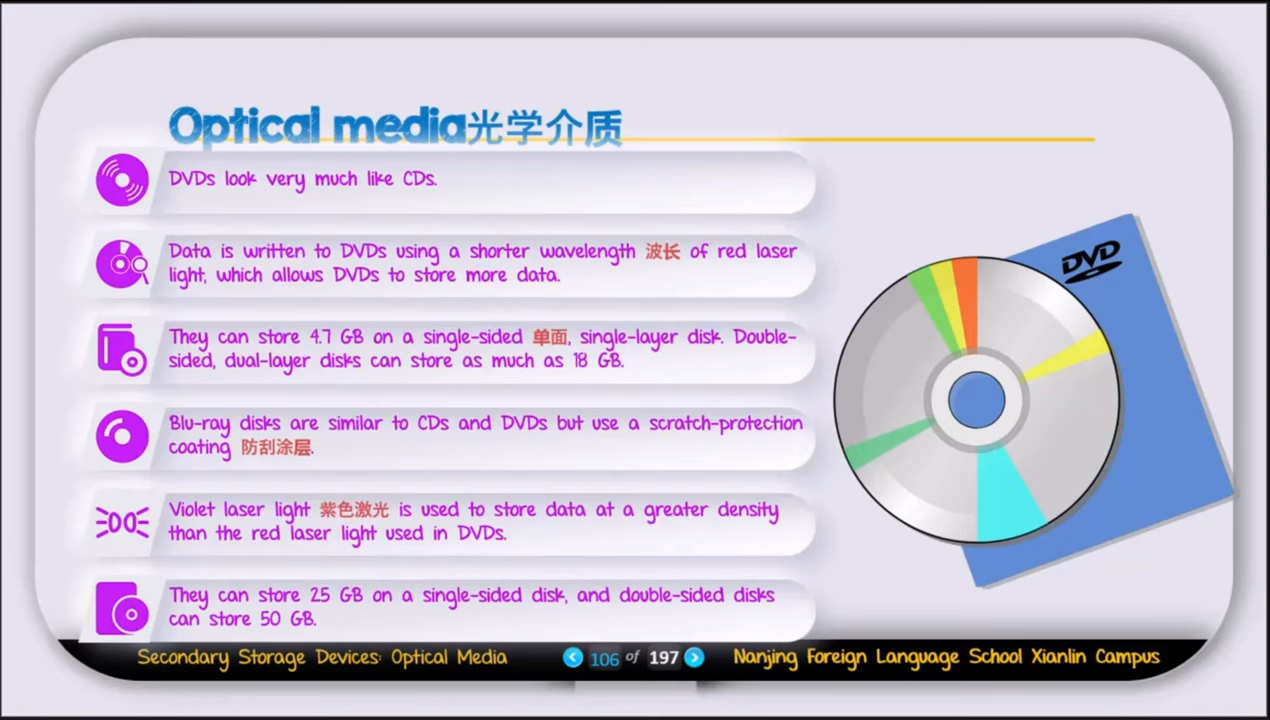 Optical media光学介质
DVDs look very much like CDs.
Data is written to DVDs using a shorter wavelength 波长 of red laser
light, which allows DVDs to store more data.
They can store 4.7 GB on a single-sided 单面, single-layer disk. Double-
sided, dual-layer disks can store as much as 18 GB.
Blu-ray disks are similar to CDs and DVDs but use a scratch-protection
coating 防刮涂层.
Violet laser light 紫色激光 is used to store data at a greater density
than the red laser light used in DVDs.
They can store 25 GB on a single-sided disk, and double-sided disks
can store 50 GB.
DVD
Secondary Storage Devices: Optical Media
106 of 197
Nanjing Foreign Language School Xianlin Campus